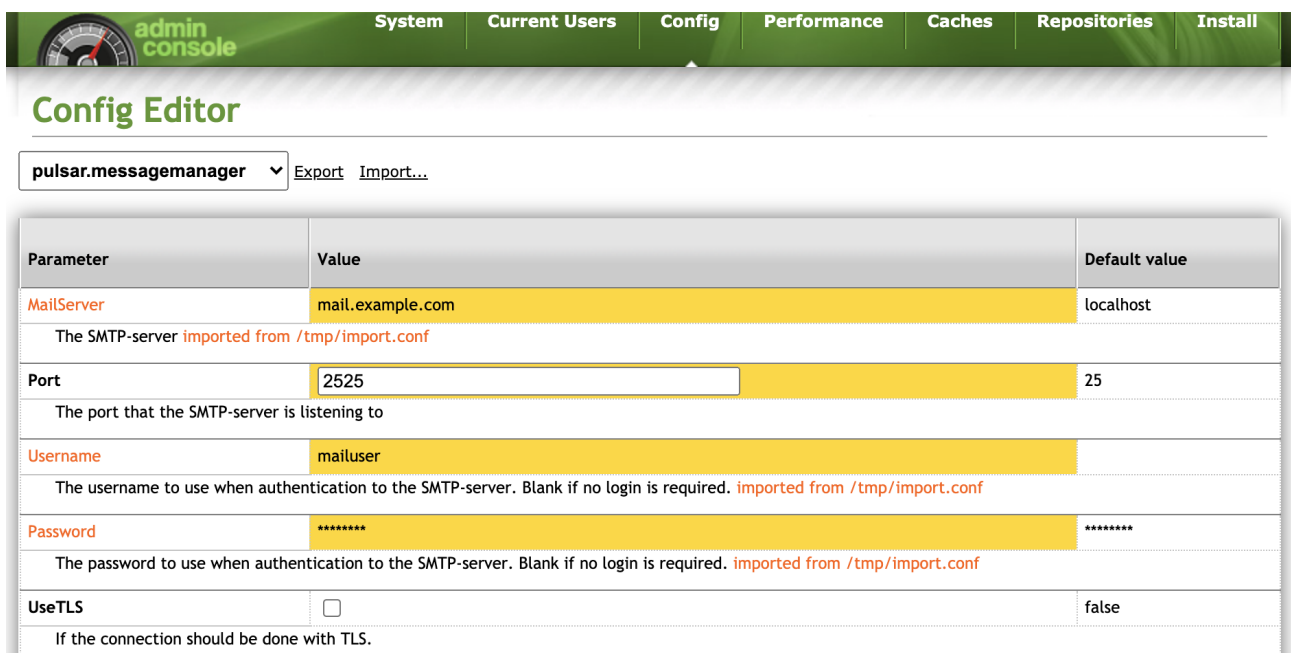 admin
console
System Current Users Config Performance Caches Repositories Install
Config Editor
pulsar.messagemanager Export Import...
Parameter Value Default value
MailServer mail.example.com localhost
The SMTP-server imported from /tmp/import.conf
Port 2525 25
The port that the SMTP-server is listening to
Username mailuser
The username to use when authentication to the SMTP-server. Blank if no login is required. imported from /tmp/import.conf
Password ******** ********
The password to use when authentication to the SMTP-server. Blank if no login is required. imported from /tmp/import.conf
UseTLS false
If the connection should be done with TLS.